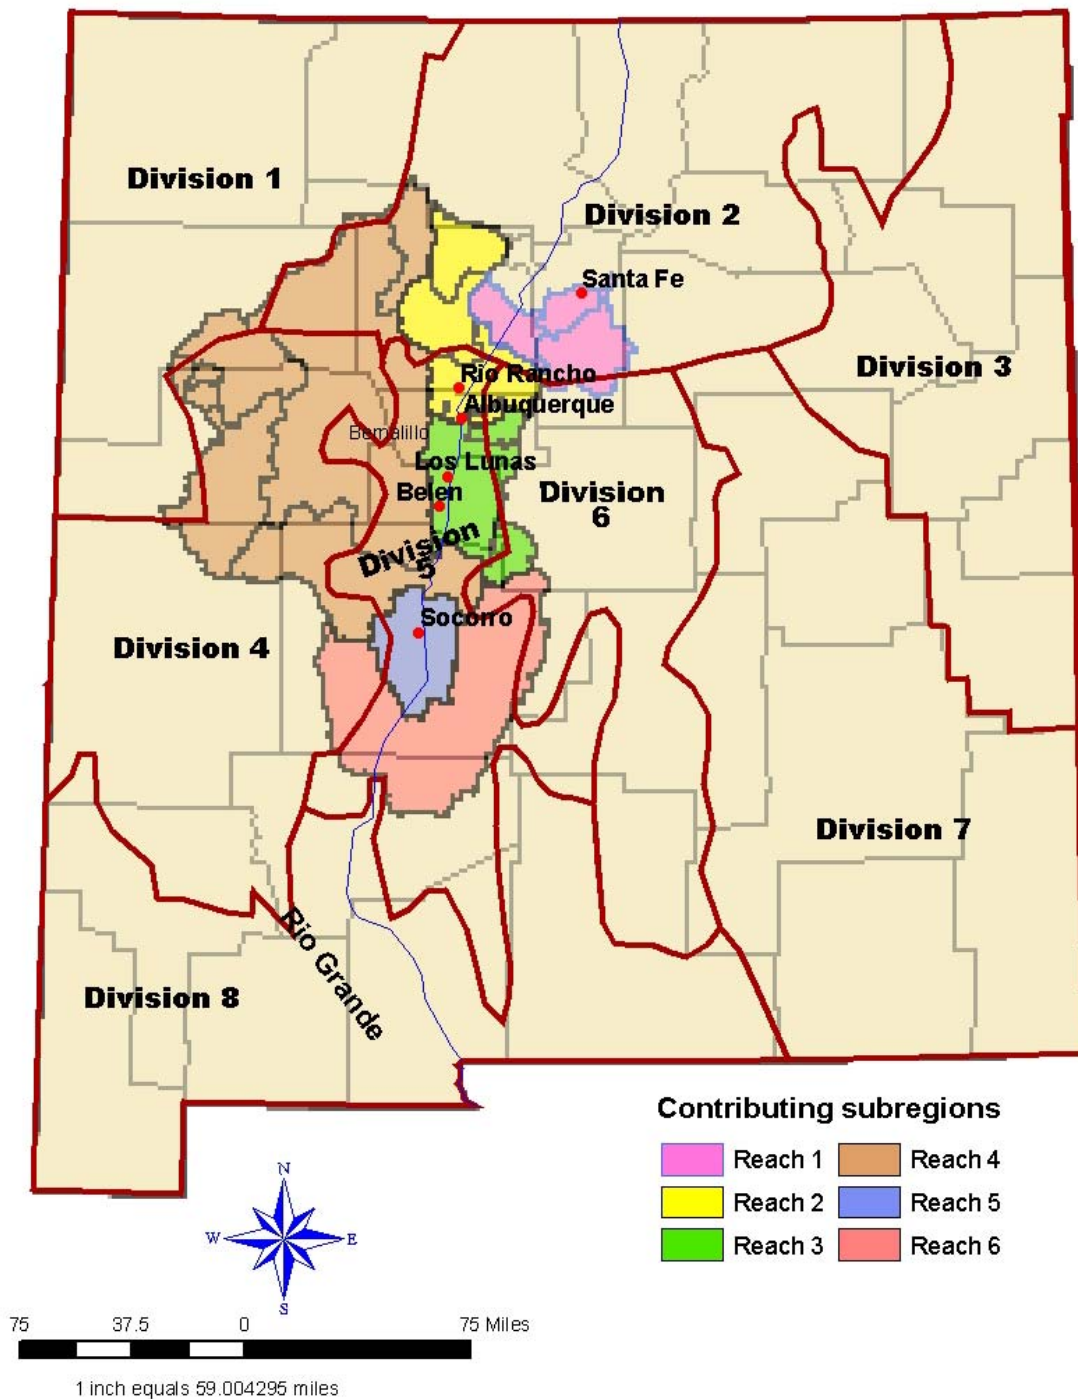 Division 1
Division 2
Santa Fe
Division 3
Rio Rancho
Albuquerque
Bernalillo
Los Lunas
Belen
Division
6
Division
5
Socorro
Division 4
Division 7
Rio Grande
Division 8
Contributing subregions
Reach 1
Reach 4
Reach 2
Reach 5
Reach 3
Reach 6
N
W
E
S
75
37.5
0
75 Miles
1 inch equals 59.004295 miles